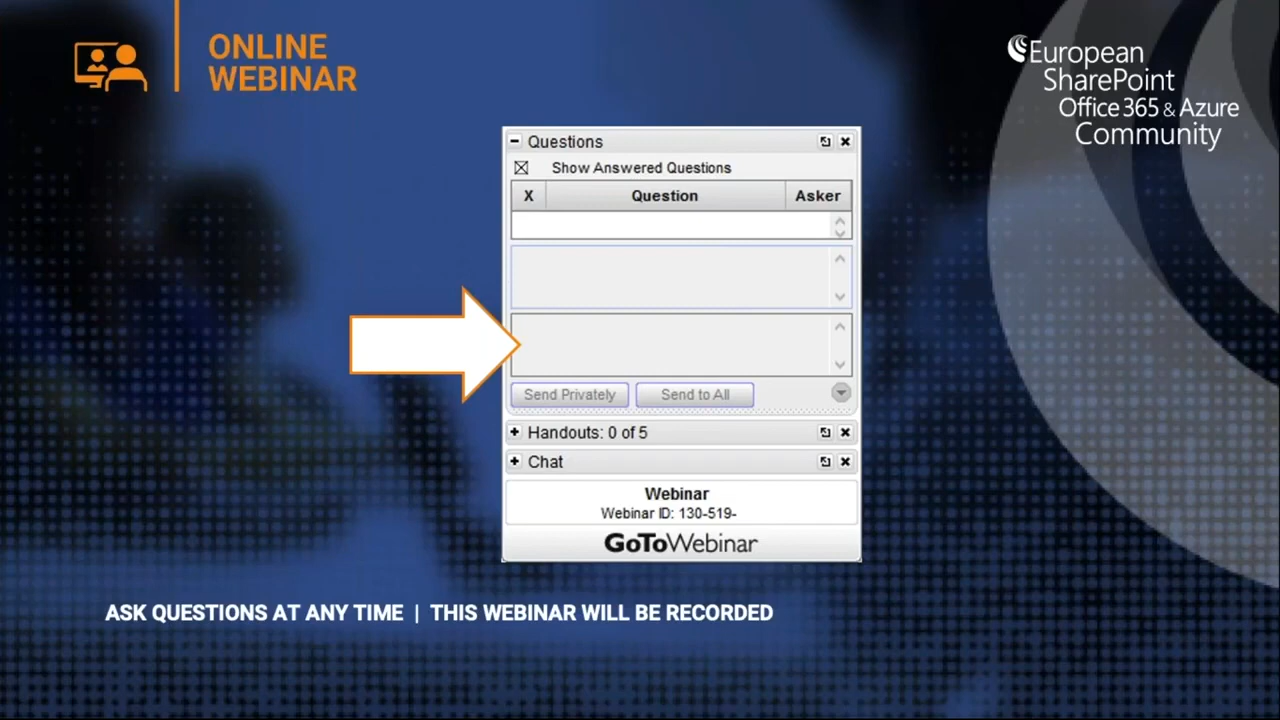 ONLINE
WEBINAR
European
SharePoint
Office 365 & Azure
Community
Questions
Show Answered Questions
X Question Asker
Send Privately Send to All
Handouts: 0 of 5
Chat
Webinar
Webinar ID: 130-519-
GoToWebinar
ASK QUESTIONS AT ANY TIME | THIS WEBINAR WILL BE RECORDED